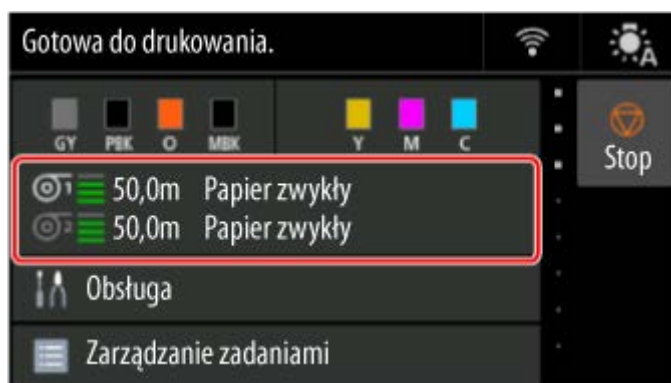 Gotowa do drukowania.
A
GY PBK O MBK Y M C
Stop
1 50,0m Papier zwykły
2 50,0m Papier zwykły
Obsługa
Zarządzanie zadaniami